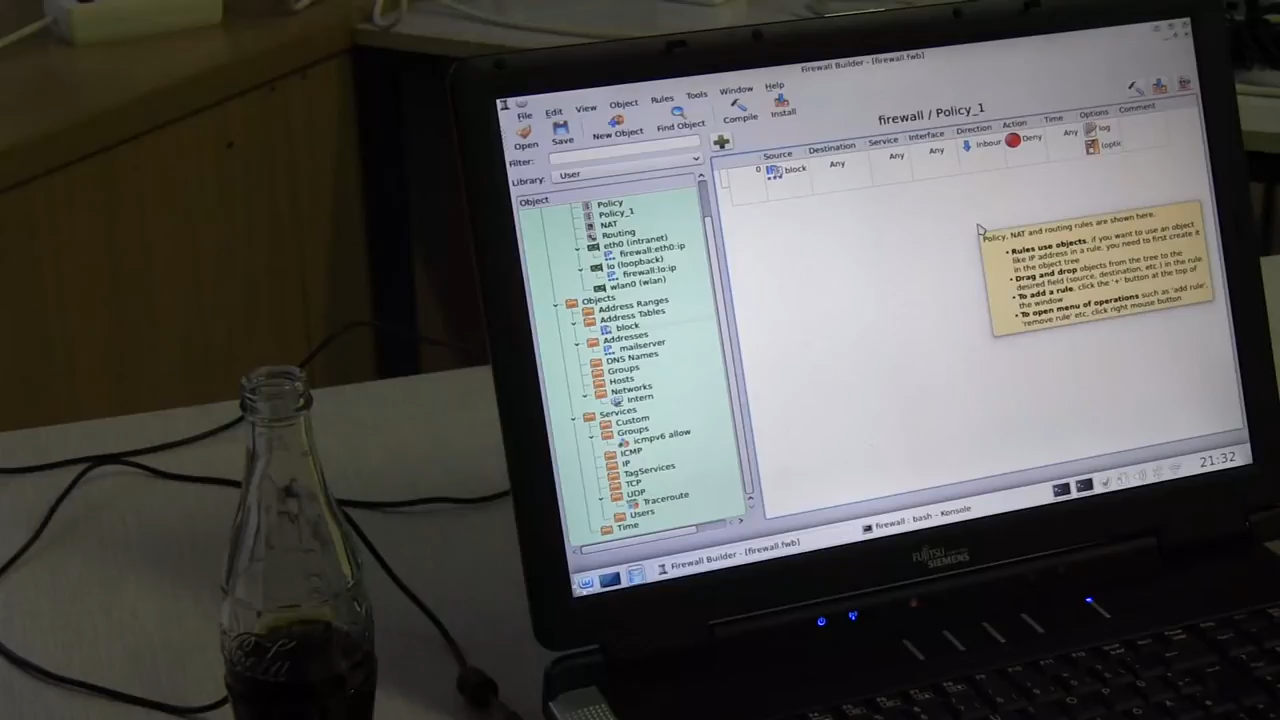 Firewall Builder - [firewall.fwb]
File Edit View Object Rules Tools Window Help
Open Save New Object Find Object Compile Install
firewall / Policy_1
Filter:
Library: User
Object
Policy
Policy_1
NAT
Routing
eth0 (intranet)
firewall:eth0:ip
lo (loopback)
firewall:lo:ip
wlan0 (wlan)
Objects
Address Ranges
Address Tables
block
Addresses
mailserver
DNS Names
Groups
Hosts
Networks
Intern
Services
Custom
Groups
icmpv6 allow
ICMP
IP
TagServices
TCP
UDP
Traceroute
Users
Time
Source Destination Service Interface Direction Action Time Options Comment
0 block Any Any Any Inbour Deny Any log
(optic
Policy, NAT and routing rules are shown here.
• Rules use objects, if you want to use an object
like IP address in a rule, you need to first create it
in the object tree
• Drag and drop objects from the tree to the
desired field (source, destination, etc.) in the rule
• To add a rule, click the '+' button at the top of
the window
• To open menu of operations such as 'add rule',
'remove rule' etc, click right mouse button
Firewall Builder - [firewall.fwb]
firewall : bash - Konsole
21:32
FUJITSU
SIEMENS